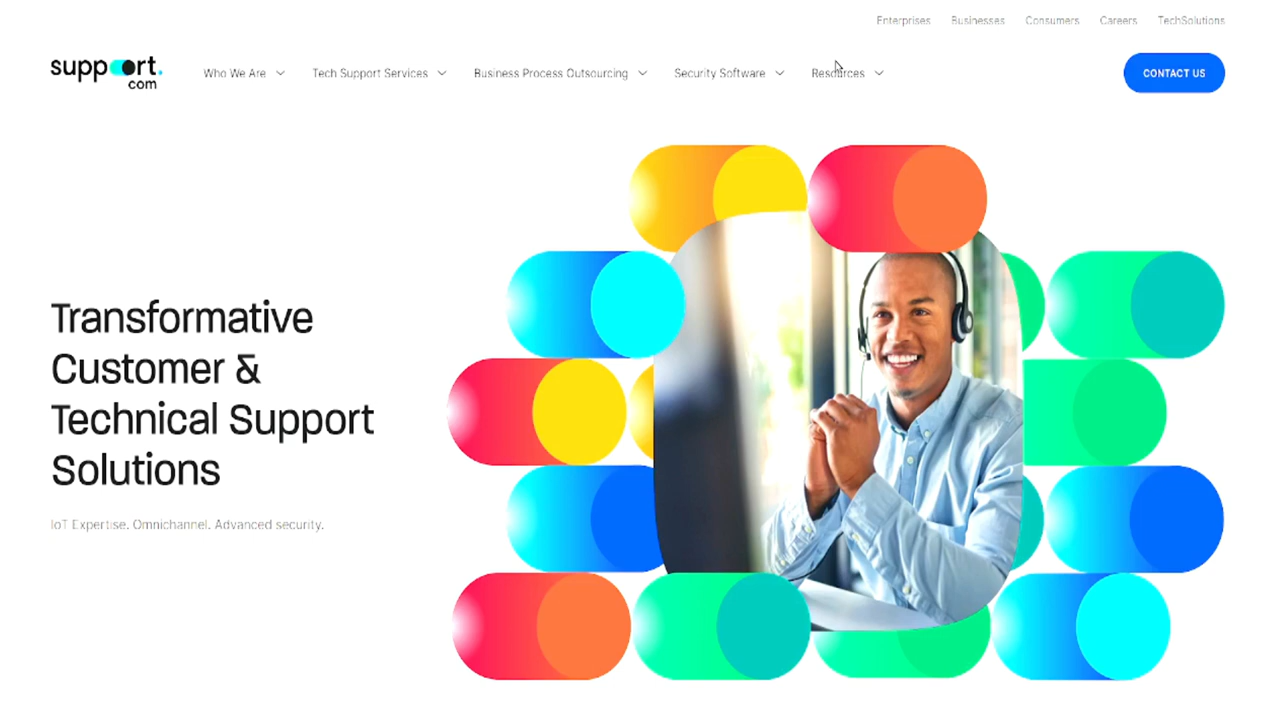 Enterprises Businesses Consumers Careers TechSolutions
support.com
Who We Are Tech Support Services Business Process Outsourcing Security Software Resources CONTACT US
Transformative
Customer &
Technical Support
Solutions
IoT Expertise. Omnichannel. Advanced security.